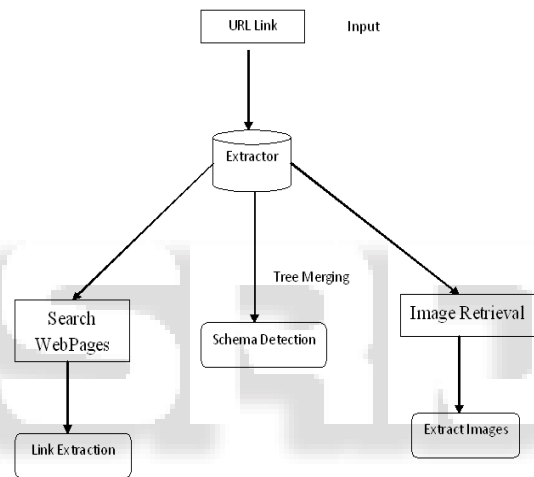 URL Link
Input
Extractor
Tree Merging
Search
WebPages
Schema Detection
Image Retrieval
Link Extraction
Extract Images